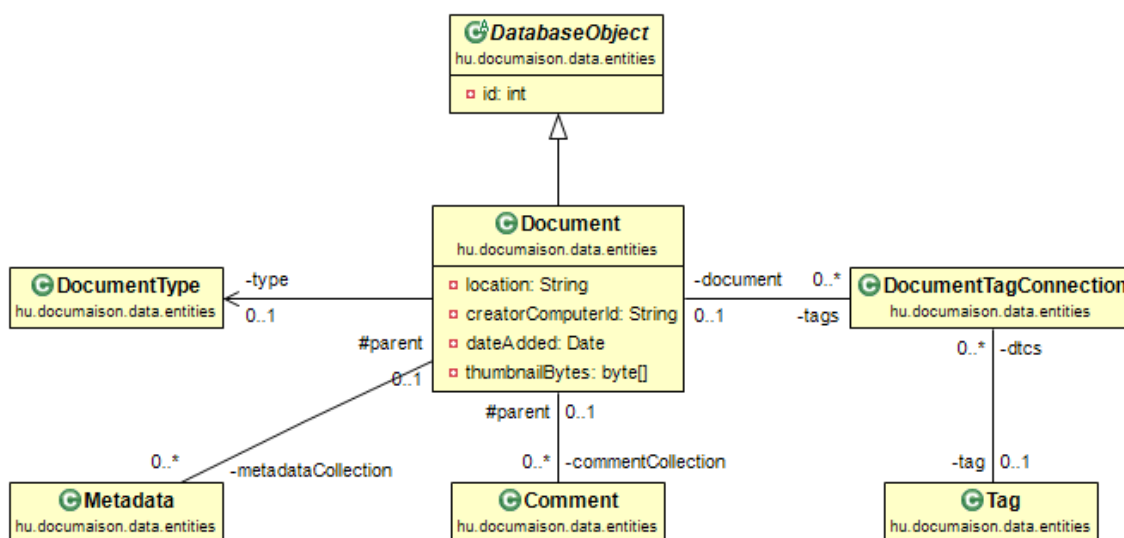 DatabaseObject
hu.documaison.data.entities
id: int
Document
hu.documaison.data.entities
location: String
creatorComputerId: String
dateAdded: Date
thumbnailBytes: byte[]
DocumentType
hu.documaison.data.entities
-type
0..1
-document
0..*
0..1
-tags
DocumentTagConnection
hu.documaison.data.entities
#parent
0..1
0..*
-metadataCollection
#parent
0..1
0..*
-commentCollection
0..*
-dtcs
-tag
0..1
Metadata
hu.documaison.data.entities
Comment
hu.documaison.data.entities
Tag
hu.documaison.data.entities